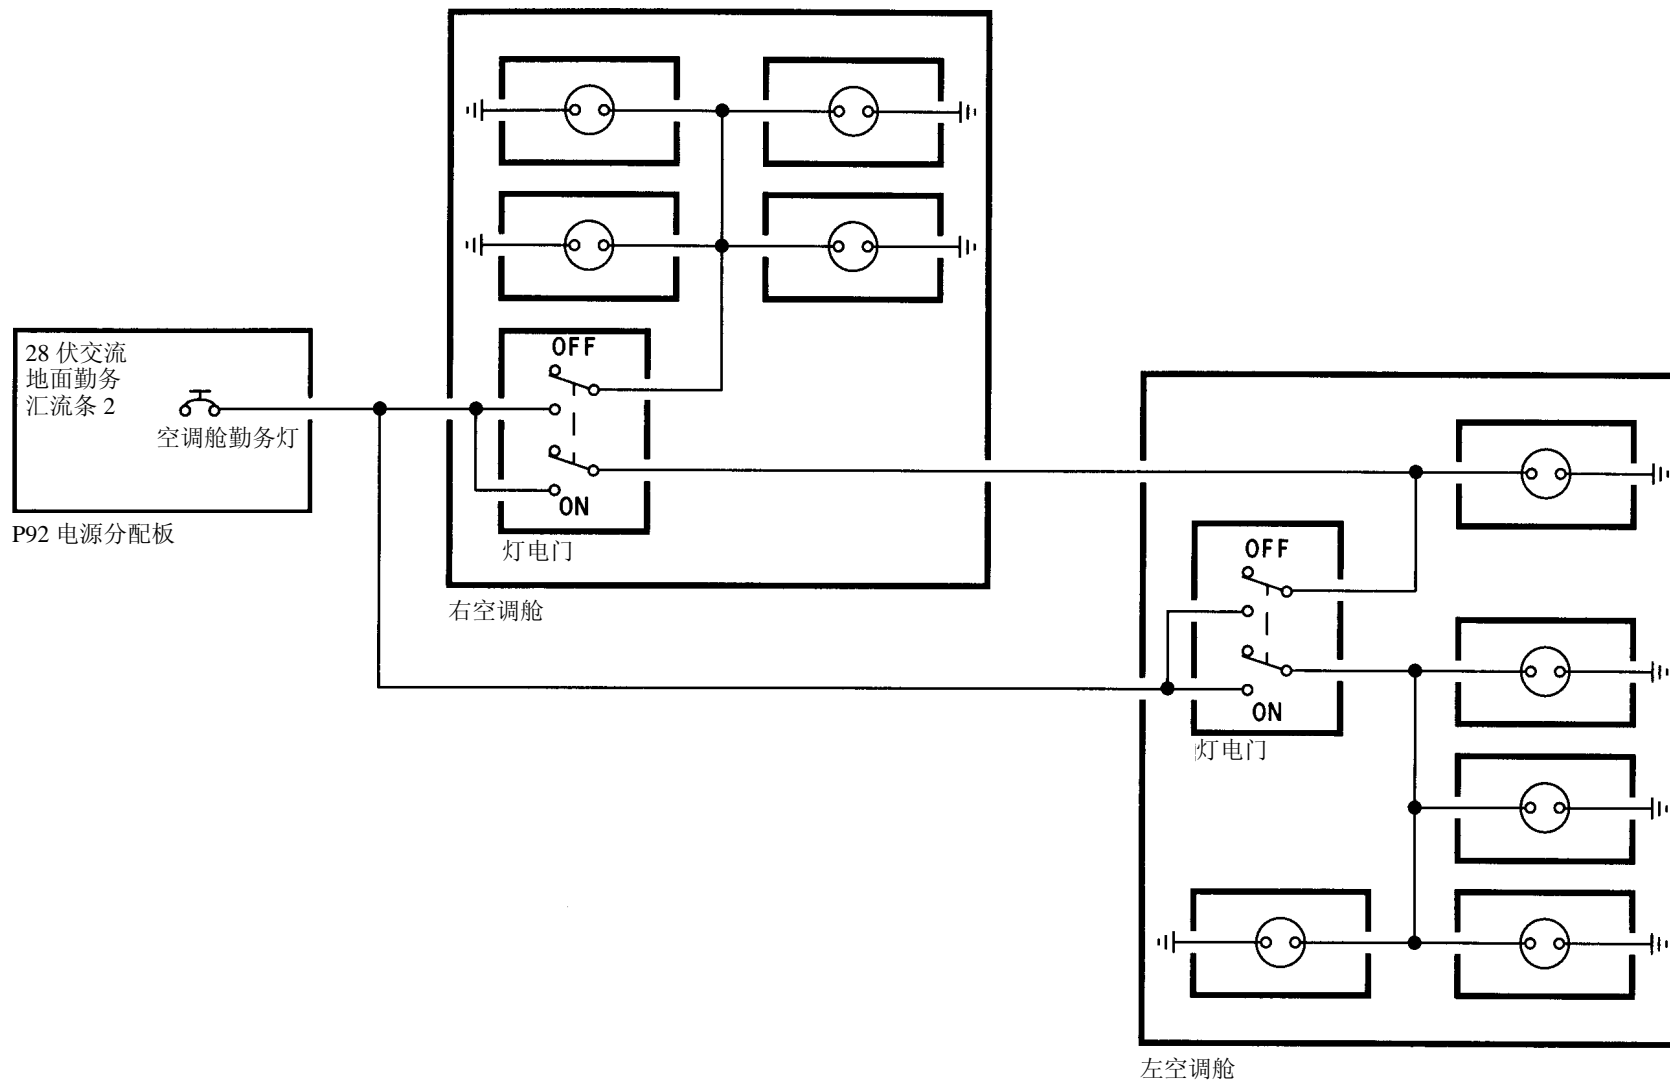 28 伏交流
地面勤务
汇流条 2
空调舱勤务灯
P92 电源分配板
OFF
ON
灯电门
右空调舱
OFF
ON
灯电门
左空调舱